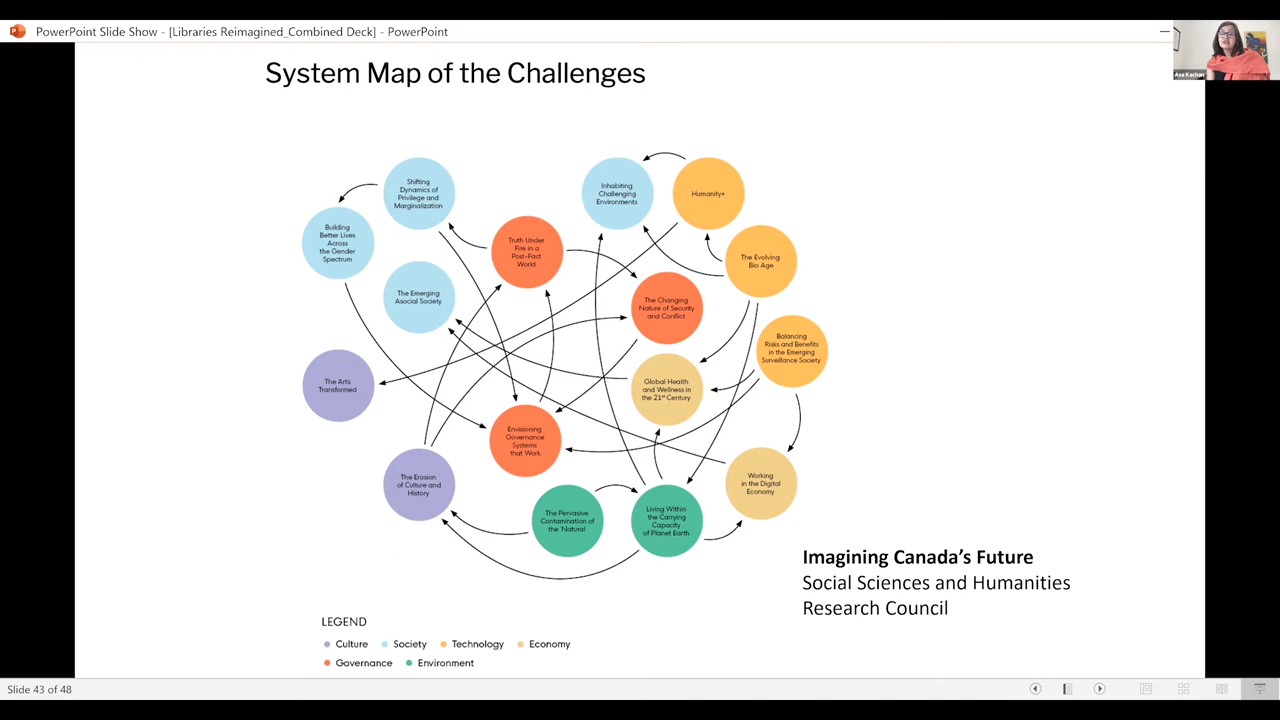 PowerPoint Slide Show - [Libraries Reimagined_Combined Deck] - PowerPoint
Asa Kachan
System Map of the Challenges
Shifting
Dynamics of
Privilege and
Marginalization
Inhabiting
Challenging
Environments
Humanity+
Building
Better Lives
Across
the Gender
Spectrum
Truth Under
Fire in a
Post-Fact
World
The Evolving
Bio Age
The Emerging
Asocial Society
The Changing
Nature of Security
and Conflict
Balancing
Risks and Benefits
in the Emerging
Surveillance Society
The Arts
Transformed
Global Health
and Wellness in
the 21st Century
Envisioning
Governance
Systems
that Work
The Erosion
of Culture and
History
Working
in the Digital
Economy
The Pervasive
Contamination of
the 'Natural
Living Within
the Carrying
Capacity
of Planet Earth
Imagining Canada's Future
Social Sciences and Humanities
Research Council
LEGEND
Culture Society Technology Economy
Governance Environment
Slide 43 of 48